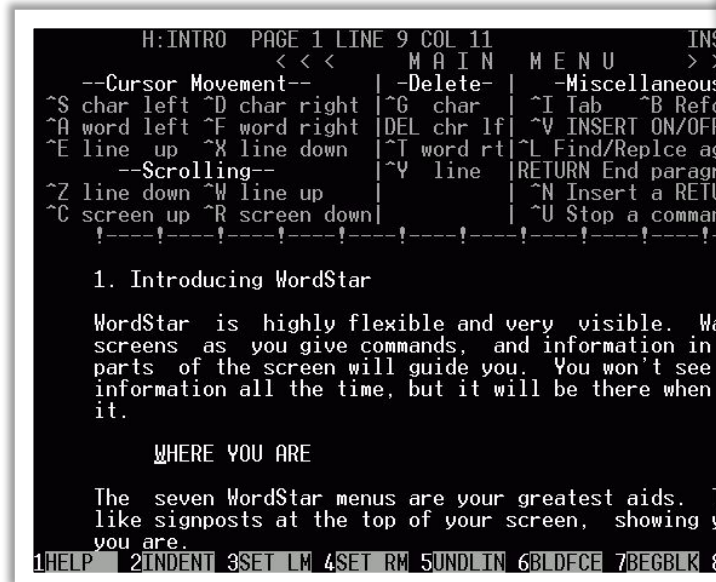 H:INTRO PAGE 1 LINE 9 COL 11 INS
< < < M A I N M E N U > >
--Cursor Movement-- | -Delete- | -Miscellaneous
^S char left ^D char right |^G char | ^I Tab ^B Refo
^A word left ^F word right |DEL chr lf| ^V INSERT ON/OFF
^E line up ^X line down |^T word rt|^L Find/Replce ag
--Scrolling-- |^Y line |RETURN End paragr
^Z line down ^W line up | | ^N Insert a RETU
^C screen up ^R screen down| | ^U Stop a comman
!----!----!----!----!----!----!----!----!----!----!---
1. Introducing WordStar
WordStar is highly flexible and very visible. Wa
screens as you give commands, and information in
parts of the screen will guide you. You won't see
information all the time, but it will be there when
it.
WHERE YOU ARE
The seven WordStar menus are your greatest aids. T
like signposts at the top of your screen, showing y
you are.
1HELP 2INDENT 3SET LM 4SET RM 5UNDLIN 6BLDFCE 7BEGBLK 8